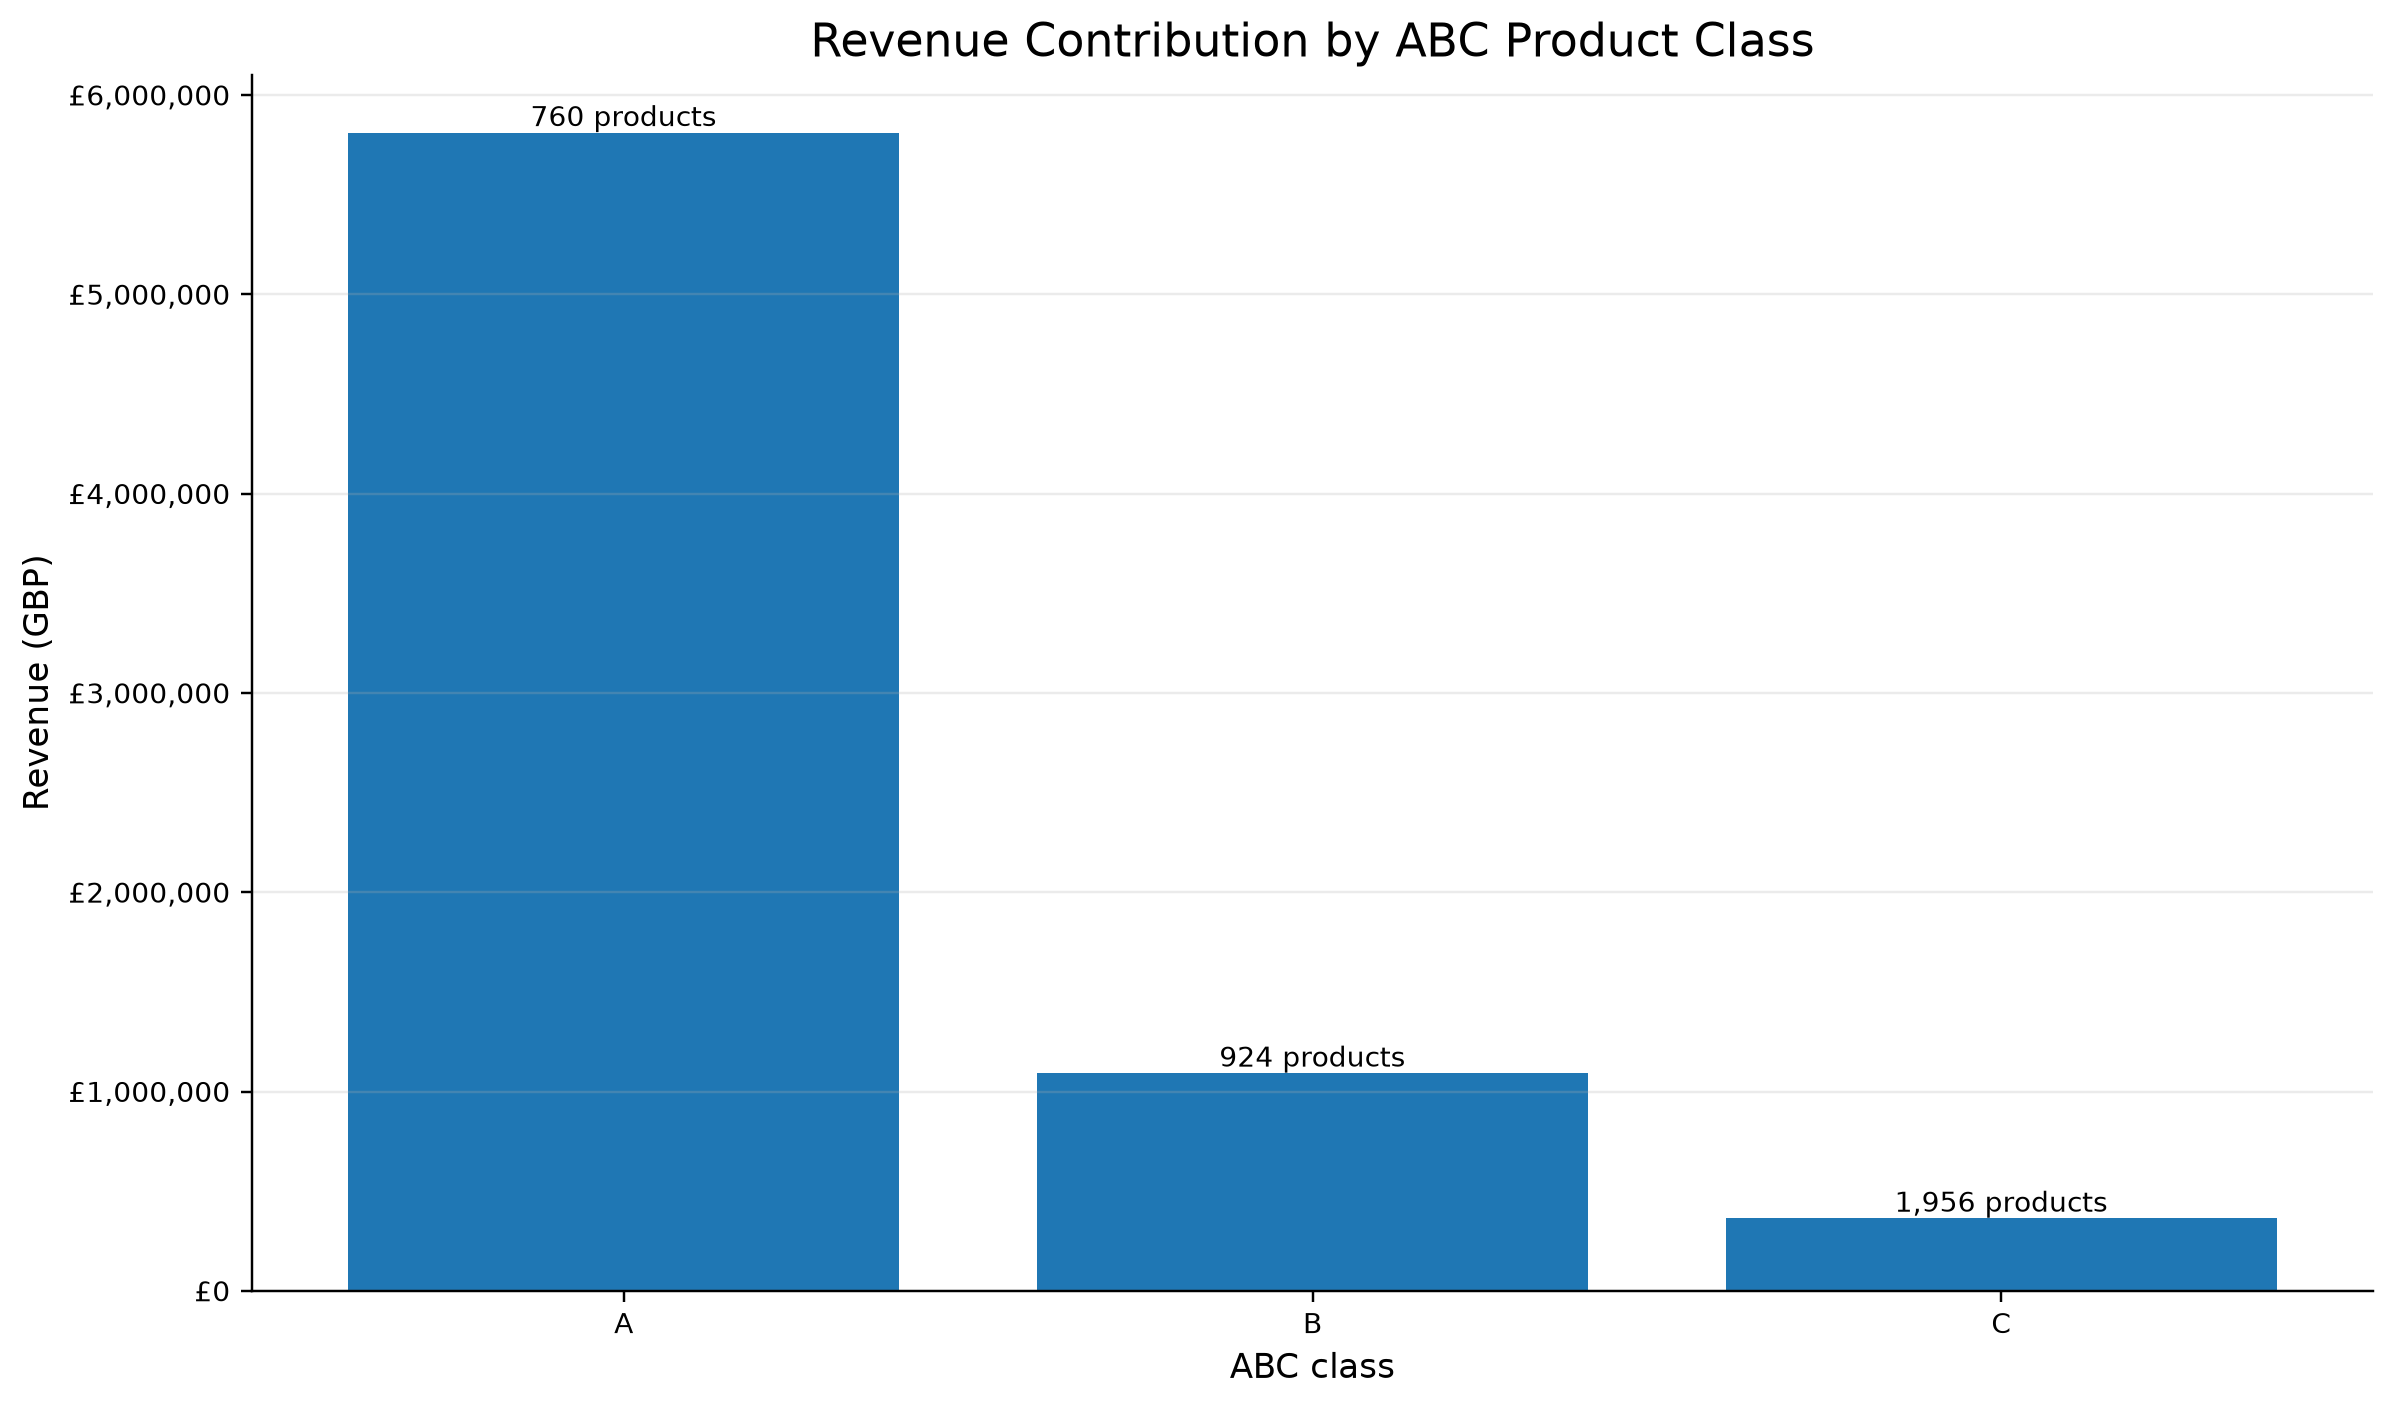 Revenue Contribution by ABC Product Class
£6,000,000
760 products
£5,000,000
£4,000,000
£3,000,000
£2,000,000
924 products
£1,000,000
1,956 products
£0
Revenue (GBP)
A
B
C
ABC class